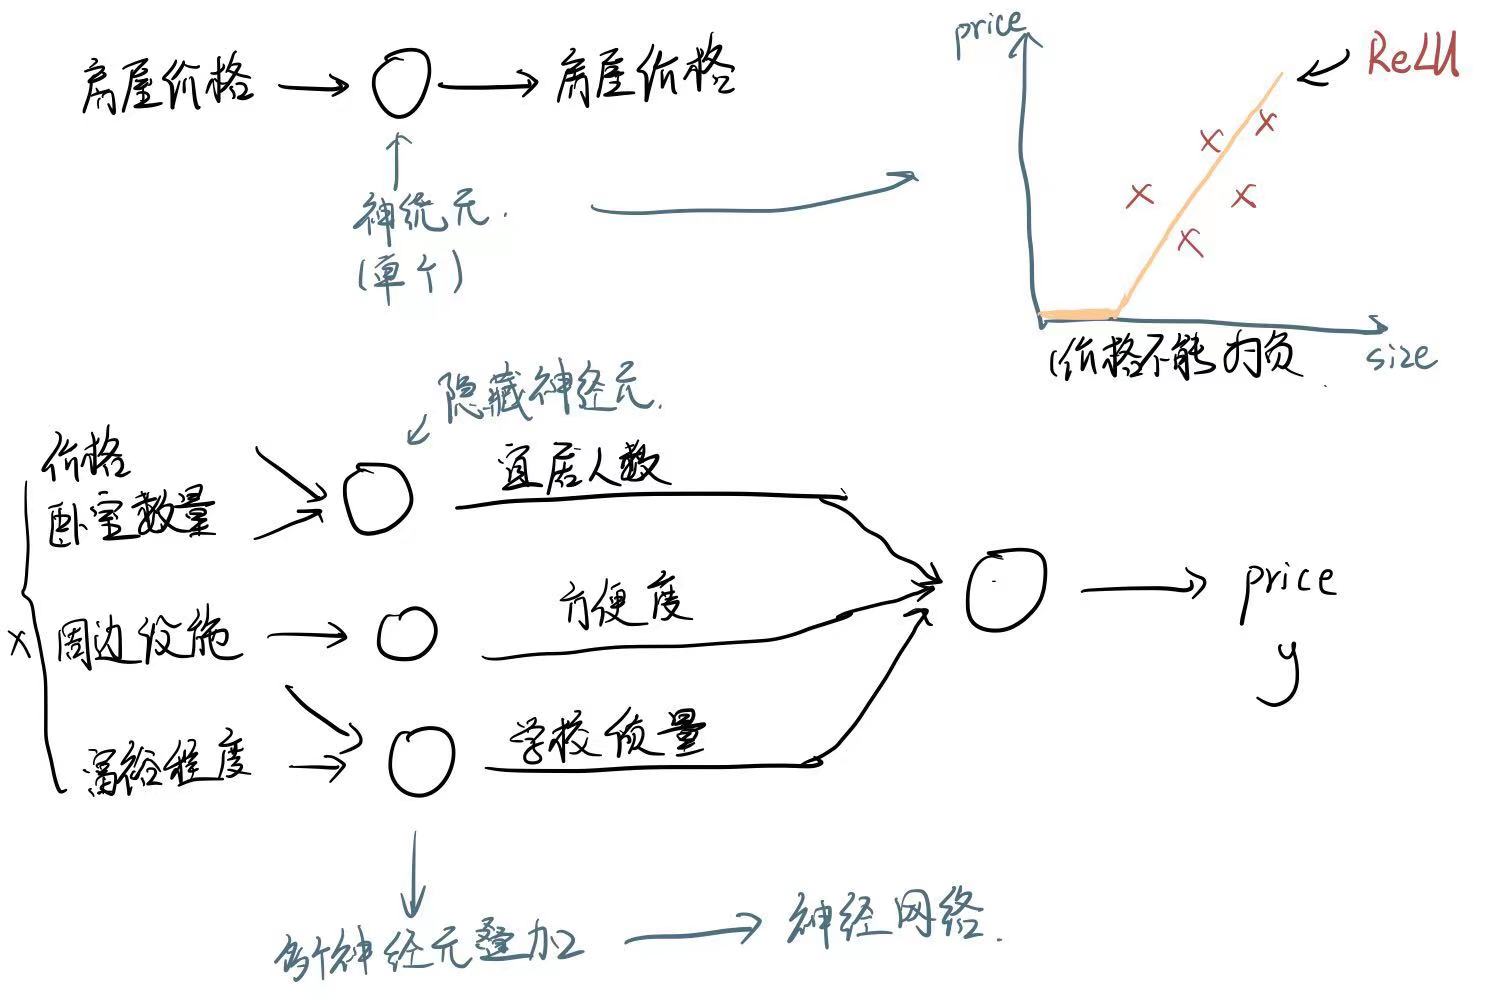 房屋价格
房屋价格
神经元.
(单个)
price
ReLU
size
(价格不能为负
隐藏神经元.
价格
卧室数量
周边设施
富裕程度
x
宜居人数
方便度
学校质量
price
y
多个神经元叠加
神经网络.